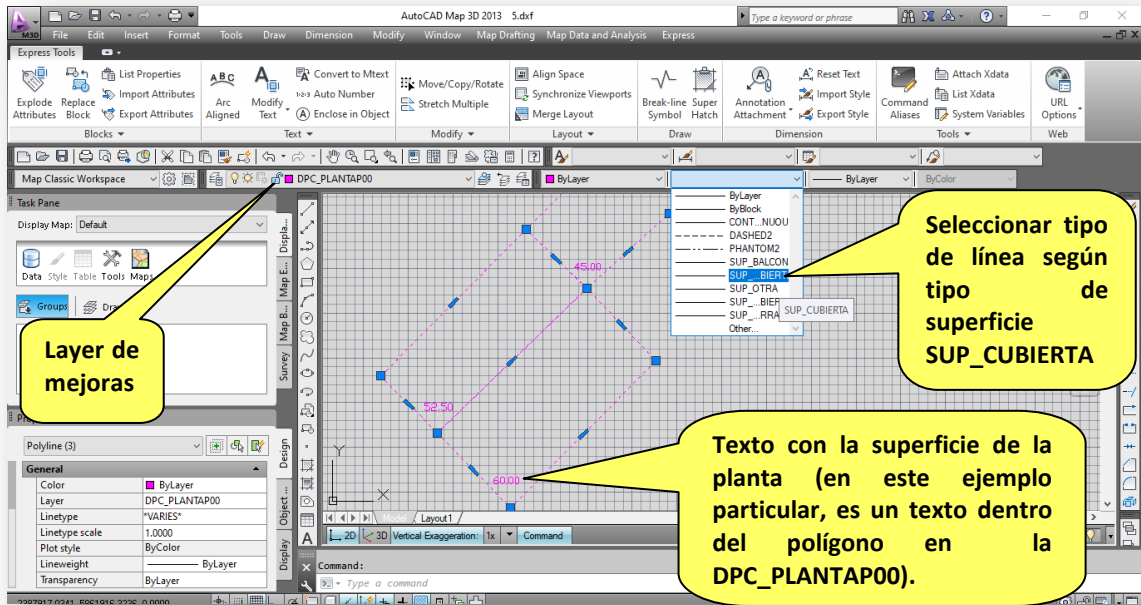 AutoCAD Map 3D 2013 5.dxf
Type a keyword or phrase
M3D File Edit Insert Format Tools Draw Dimension Modify Window Map Drafting Map Data and Analysis Express
Express Tools
Explode Attributes
Replace Block
List Properties
Import Attributes
Export Attributes
Blocks
Arc Aligned
Modify Text
Convert to Mtext
Auto Number
Enclose in Object
Text
Move/Copy/Rotate
Stretch Multiple
Modify
Align Space
Synchronize Viewports
Merge Layout
Layout
Break-line Symbol
Super Hatch
Draw
Annotation Attachment
Reset Text
Import Style
Export Style
Dimension
Command Aliases
Attach Xdata
List Xdata
System Variables
Tools
URL Options
Web
Map Classic Workspace
DPC_PLANTAP00
ByLayer
ByLayer
ByColor
Task Pane
Display Map: Default
Data Style Table Tools Maps
Groups
Displa...
Map E...
Map B...
Survey
ByLayer
ByBlock
CONT...NUOU
DASHED2
PHANTOM2
SUP_BALCON
SUP_...BIERT
SUP_OTRA
SUP_...BIER
SUP_...RRA
Other...
SUP_CUBIERTA
45.00
52.50
60.00
Y
X
Layer de
mejoras
Seleccionar tipo
de línea según
tipo de
superficie
SUP_CUBIERTA
Texto con la superficie de la
planta (en este ejemplo
particular, es un texto dentro
del polígono en la
DPC_PLANTAP00).
Polyline (3)
General
Color ByLayer
Layer DPC_PLANTAP00
Linetype *VARIES*
Linetype scale 1.0000
Plot style ByColor
Lineweight ByLayer
Transparency ByLayer
Design
Object ...
Display
Model Layout1
2D 3D Vertical Exaggeration: 1x Command
Command:
Type a command